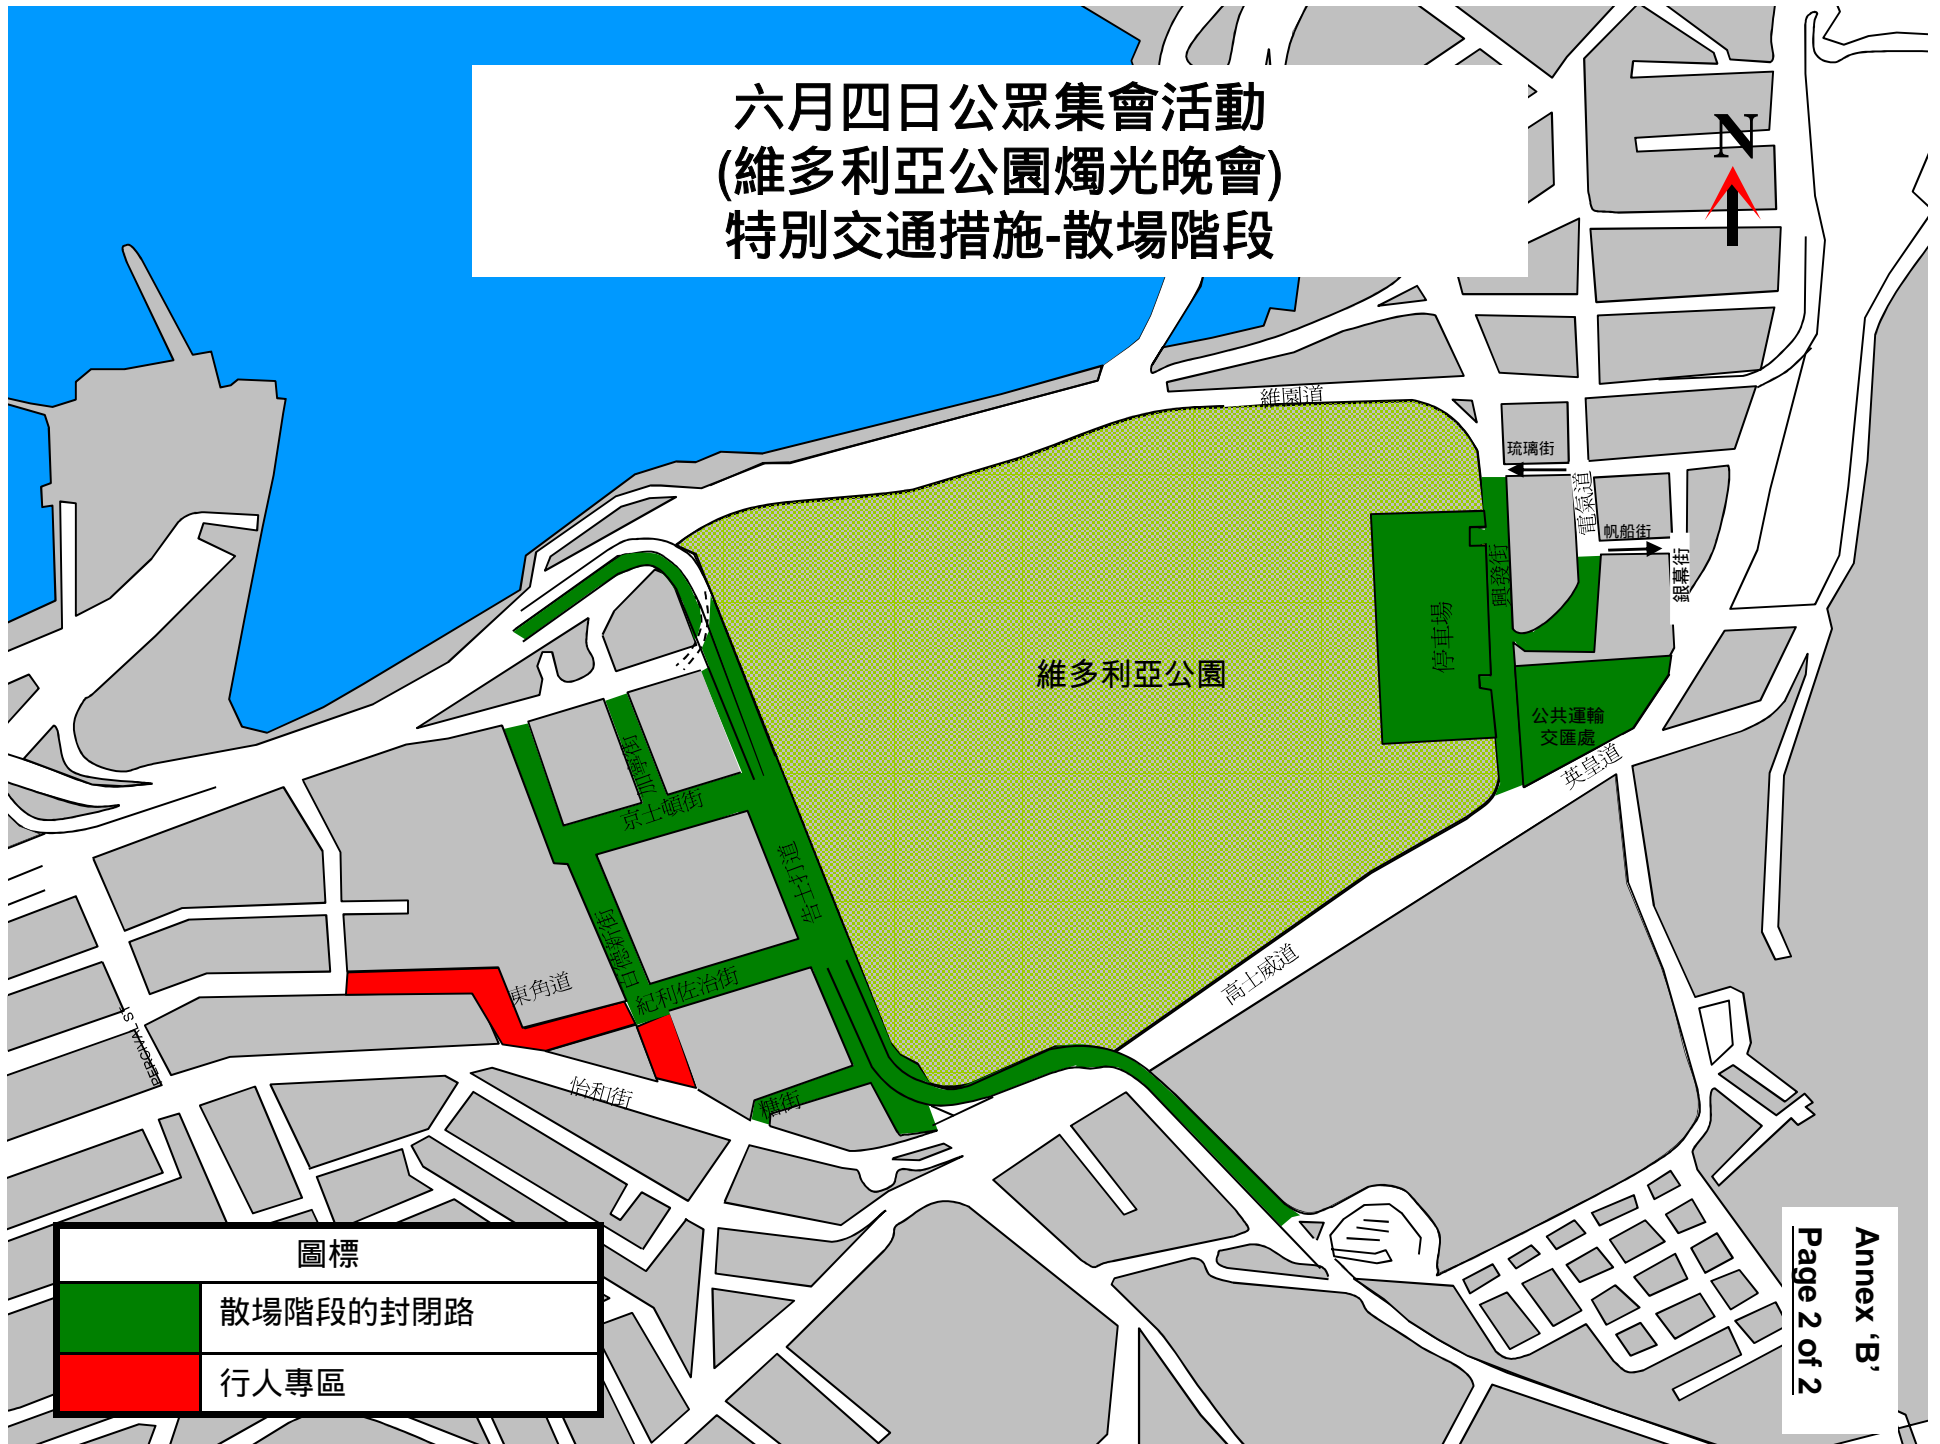 六月四日公眾集會活動
(維多利亞公園燭光晚會)
特別交通措施-散場階段
N
維園道
琉璃街
電氣道
帆船街
銀幕街
興發街
停車場
維多利亞公園
公共運輸
交匯處
英皇道
加寧街
京士頓街
告士打道
百德新街
紀利佐治街
東角道
高士威道
PERCIVAL ST
怡和街
糖街
圖標
散場階段的封閉路
行人專區
Annex ‘B’
Page 2 of 2